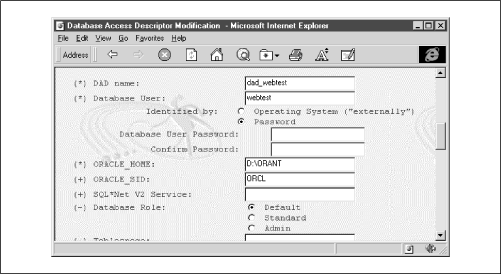 Database Access Descriptor Modification - Microsoft Internet Explorer
File Edit View Go Favorites Help
Address
(*) DAD name: dad_webtest
(*) Database User: webtest
Identified by: Operating System ("externally")
Password
Database User Password:
Confirm Password:
(*) ORACLE_HOME: D:\ORANT
(+) ORACLE_SID: ORCL
(+) SQL*Net V2 Service:
(-) Database Role: Default
Standard
Admin